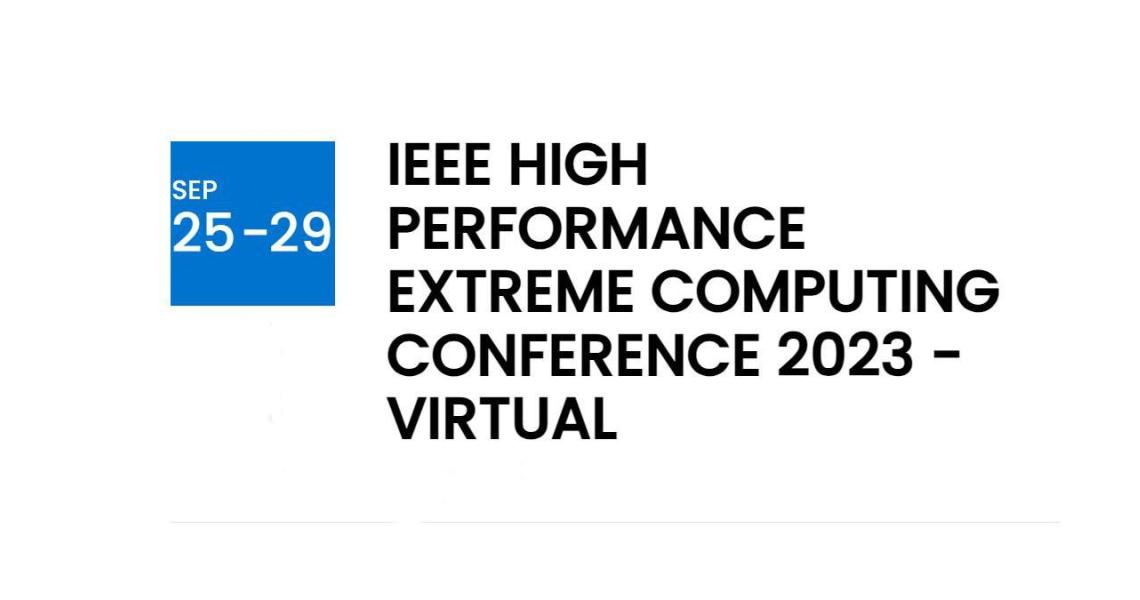 SEP
25-29
IEEE HIGH
PERFORMANCE
EXTREME COMPUTING
CONFERENCE 2023 -
VIRTUAL